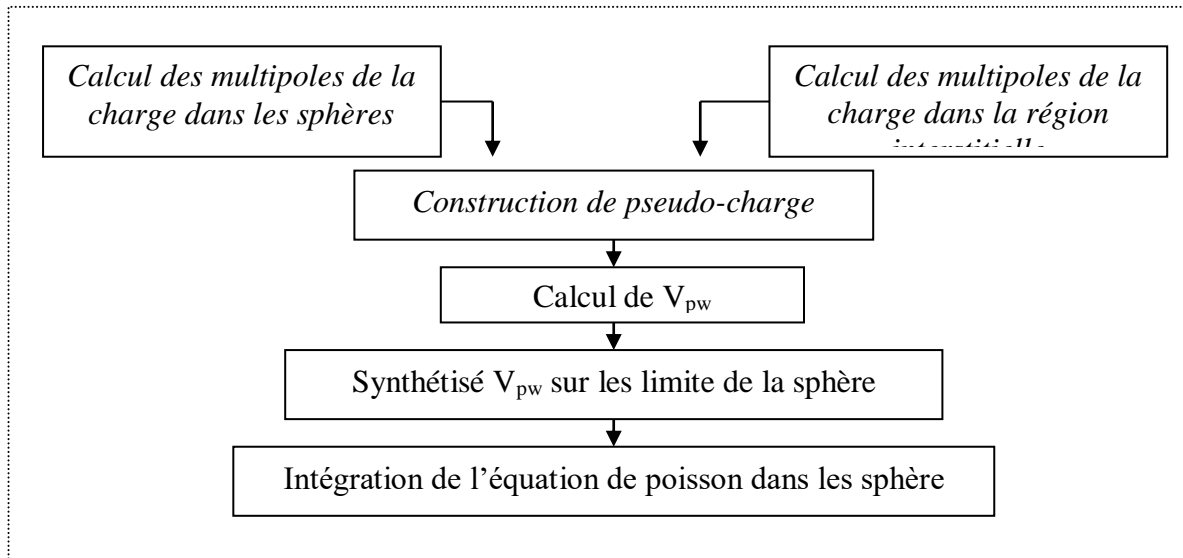 Calcul des multipoles de la
charge dans les sphères
Calcul des multipoles de la
charge dans la région
interstitielle
Construction de pseudo-charge
Calcul de Vpw
Synthétisé Vpw sur les limite de la sphère
Intégration de l’équation de poisson dans les sphère